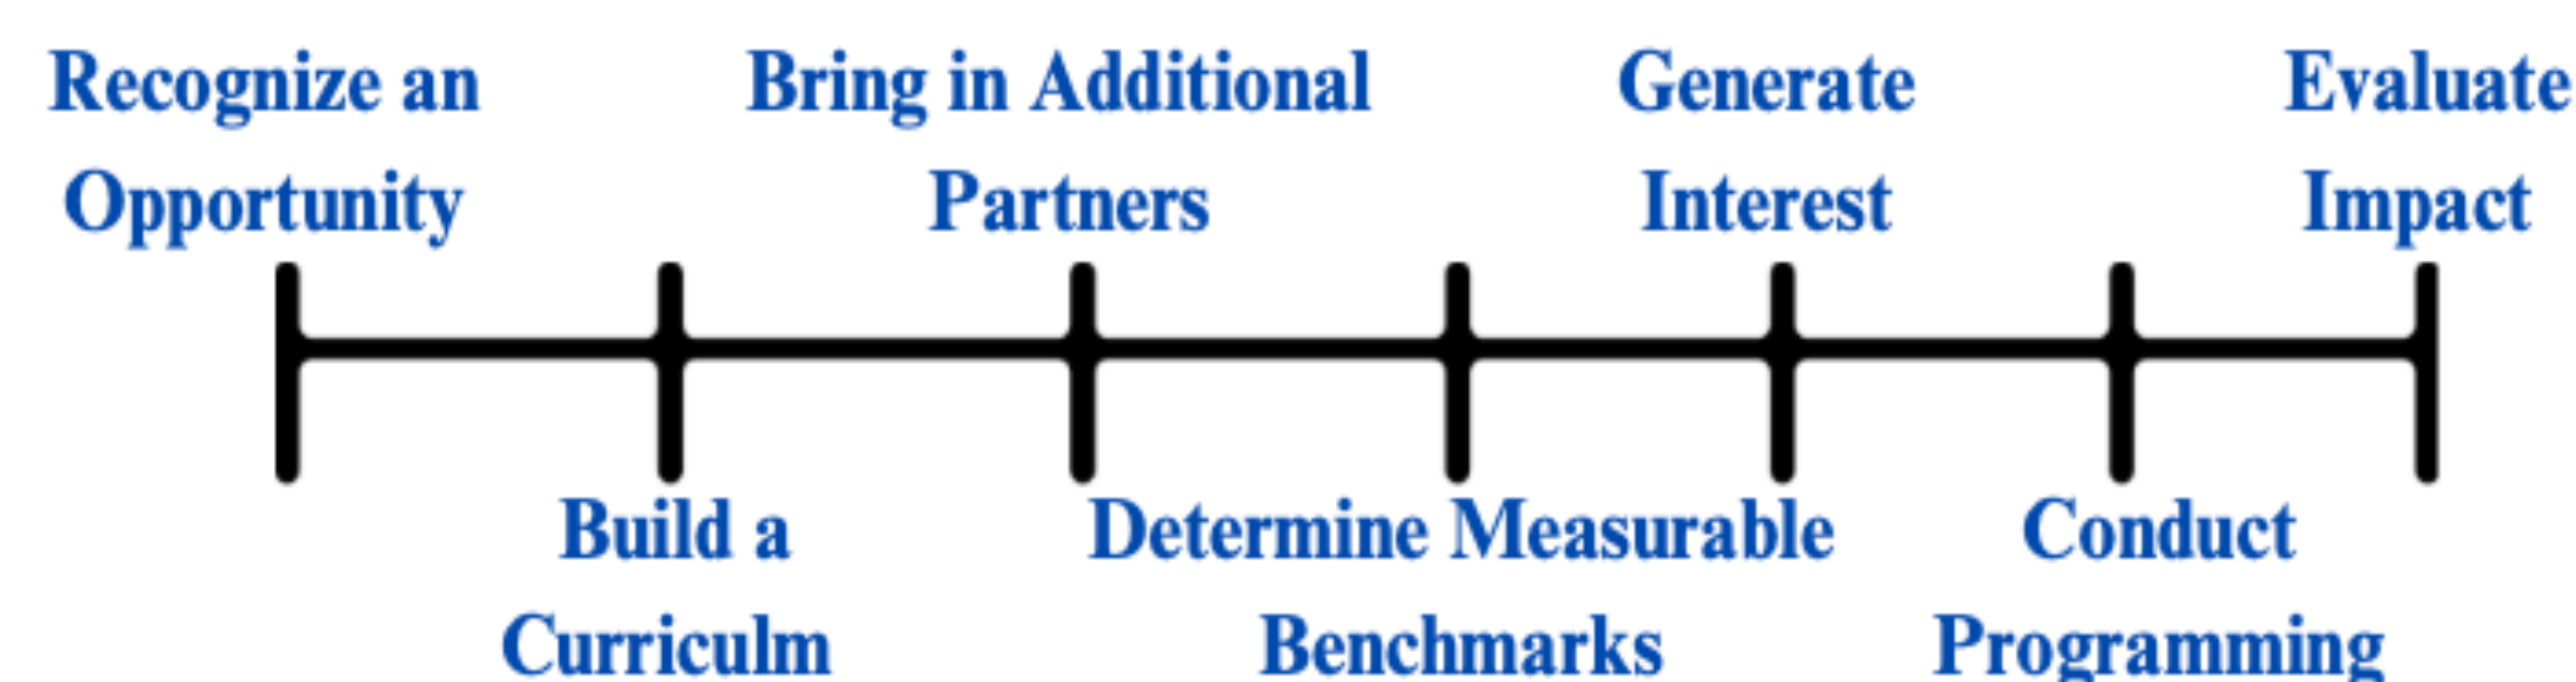 Recognize an
Opportunity
Build a
Curriculm
Bring in Additional
Partners
Determine Measurable
Benchmarks
Generate
Interest
Conduct
Programming
Evaluate
Impact